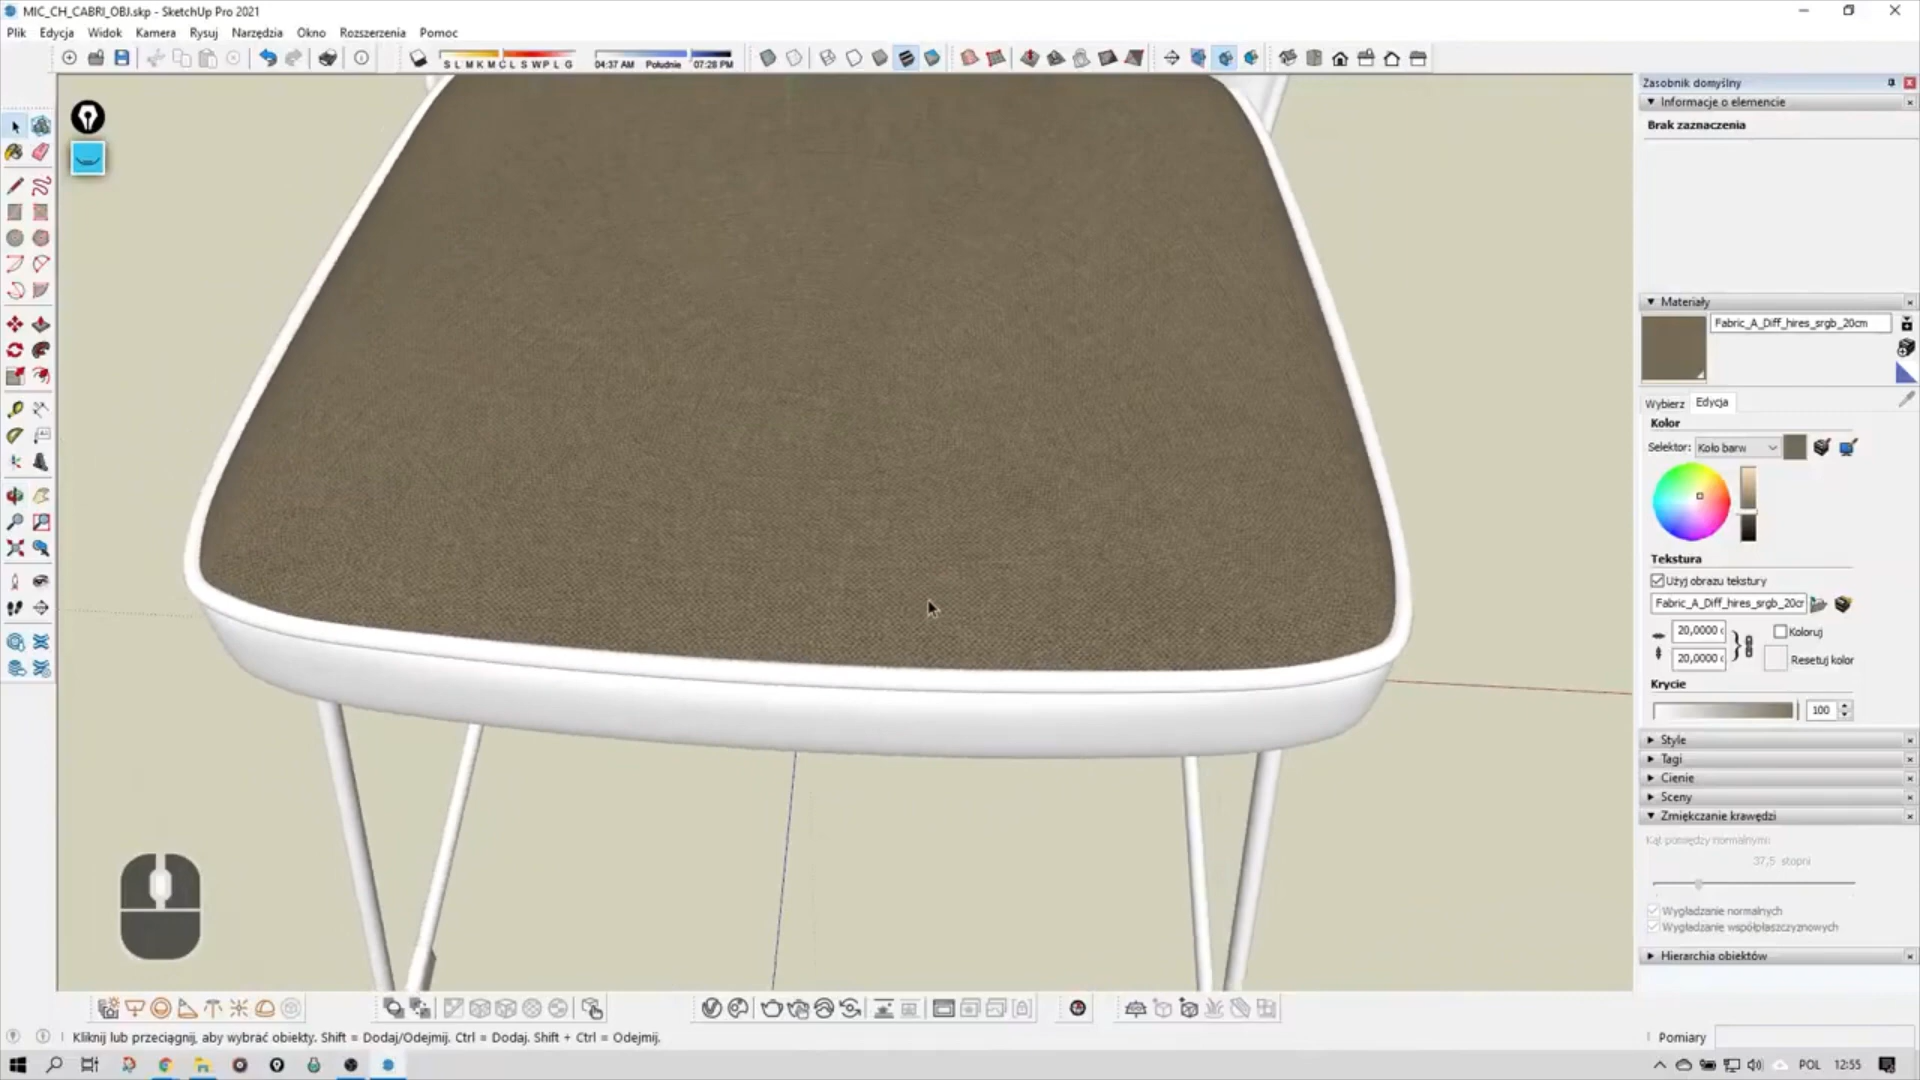 MIC_CH_CABRI_OBJ.skp - SketchUp Pro 2021
Plik Edycja Widok Kamera Rysuj Narzędzia Okno Rozszerzenia Pomoc
S L M K M C L S W P L G 04:37 AM Południe 07:28 PM
Zasobnik domyślny
Informacje o elemencie
Brak zaznaczenia
Materiały
Fabric_A_Diff_hires_srgb_20cm
Wybierz Edycja
Kolor
Selektor: Koło barw
Tekstura
Użyj obrazu tekstury
Fabric_A_Diff_hires_srgb_20cr
20,0000 Koloruj
20,0000 Resetuj kolor
Krycie
100
Style
Tagi
Cienie
Sceny
Zmiękczanie krawędzi
Kąt pomiędzy normalnymi:
37,5 stopni
Wygładzanie normalnych
Wygładzanie współpłaszczyznowych
Hierarchia obiektów
Kliknij lub przeciągnij, aby wybrać obiekty. Shift = Dodaj/Odejmij. Ctrl = Dodaj. Shift + Ctrl = Odejmij.
Pomiary
POL 12:55